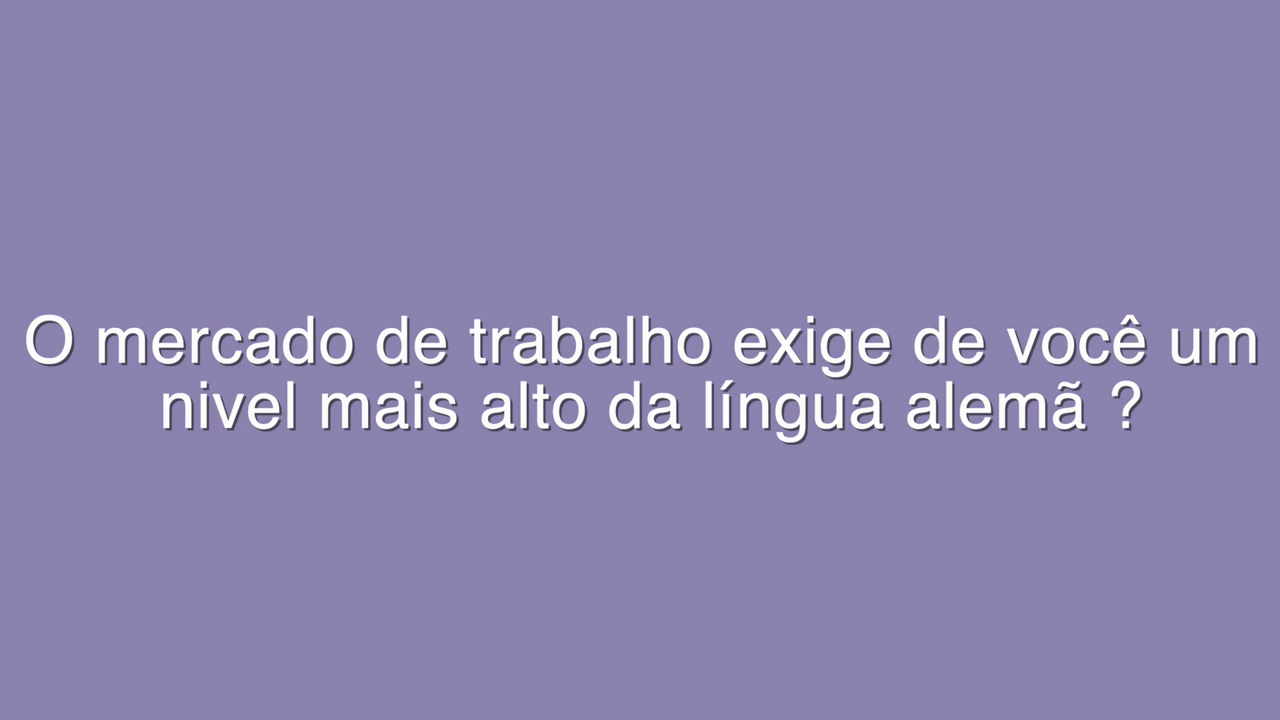 O mercado de trabalho exige de você um
nivel mais alto da língua alemã ?